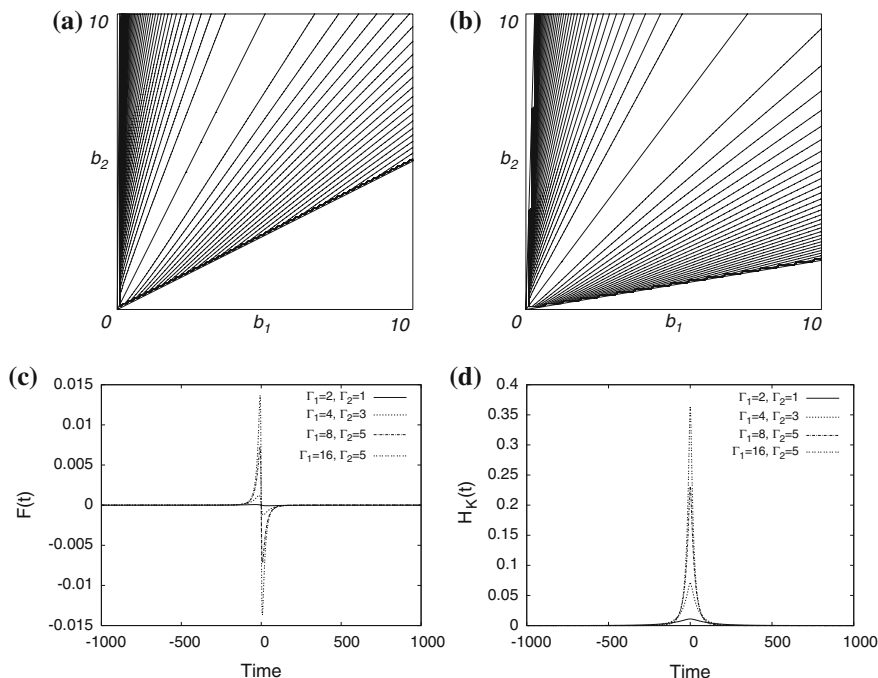 (a)
10
b2
0
b1
10
(b)
10
b2
0
b1
10
(c)
0.015
0.01
0.005
0
-0.005
-0.01
-0.015
F(t)
-1000
-500
0
500
1000
Time
Γ1=2, Γ2=1
Γ1=4, Γ2=3
Γ1=8, Γ2=5
Γ1=16, Γ2=5
(d)
0.4
0.35
0.3
0.25
0.2
0.15
0.1
0.05
0
HK(t)
-1000
-500
0
500
1000
Time
Γ1=2, Γ2=1
Γ1=4, Γ2=3
Γ1=8, Γ2=5
Γ1=16, Γ2=5